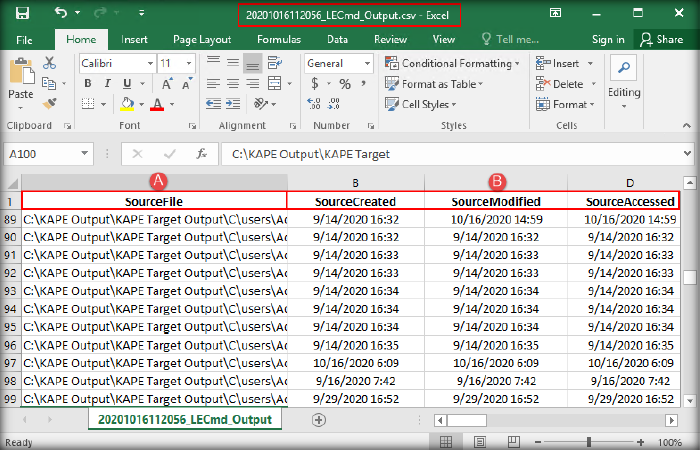 20201016112056_LECmd_Output.csv - Excel
File Home Insert Page Layout Formulas Data Review View Tell me... Sign in Share
Paste
Calibri 11
B I U
General
$ % ,
Conditional Formatting
Format as Table
Cell Styles
Insert
Delete
Format
Editing
Clipboard Font Alignment Number Styles Cells
A100 fx C:\KAPE Output\KAPE Target
A B B D
1 SourceFile SourceCreated SourceModified SourceAccessed
89 C:\KAPE Output\KAPE Target Output\C\users\Ad 9/14/2020 16:32 10/16/2020 14:59 10/16/2020 14:59
90 C:\KAPE Output\KAPE Target Output\C\users\Ad 9/14/2020 16:32 9/14/2020 16:32 9/14/2020 16:32
91 C:\KAPE Output\KAPE Target Output\C\users\Ad 9/14/2020 16:33 9/14/2020 16:33 9/14/2020 16:33
92 C:\KAPE Output\KAPE Target Output\C\users\Ad 9/14/2020 16:33 9/14/2020 16:33 9/14/2020 16:33
93 C:\KAPE Output\KAPE Target Output\C\users\Ad 9/14/2020 16:34 9/14/2020 16:34 9/14/2020 16:34
94 C:\KAPE Output\KAPE Target Output\C\users\Ad 9/14/2020 16:34 9/14/2020 16:34 9/14/2020 16:34
95 C:\KAPE Output\KAPE Target Output\C\users\Ad 9/14/2020 16:34 9/14/2020 16:34 9/14/2020 16:34
96 C:\KAPE Output\KAPE Target Output\C\users\Ad 9/14/2020 16:35 9/14/2020 16:35 9/14/2020 16:35
97 C:\KAPE Output\KAPE Target Output\C\users\Ad 10/16/2020 6:09 10/16/2020 6:09 10/16/2020 6:09
98 C:\KAPE Output\KAPE Target Output\C\users\Ad 9/16/2020 7:42 9/16/2020 7:42 9/16/2020 7:42
99 C:\KAPE Output\KAPE Target Output\C\users\Ad 9/29/2020 16:52 9/29/2020 16:52 9/29/2020 16:52
20201016112056_LECmd_Output
Ready 100%